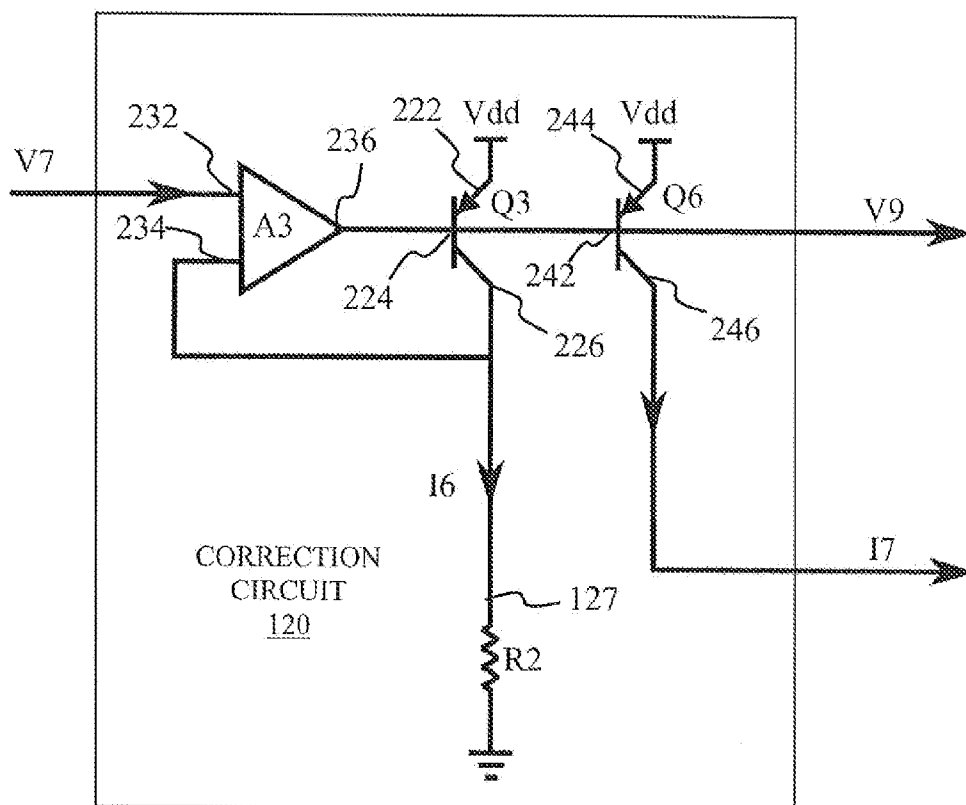 222
Vdd
244
Vdd
232
236
V7
Q3
Q6
V9
A3
234
224
242
226
246
I6
I7
CORRECTION
CIRCUIT
120
127
R2